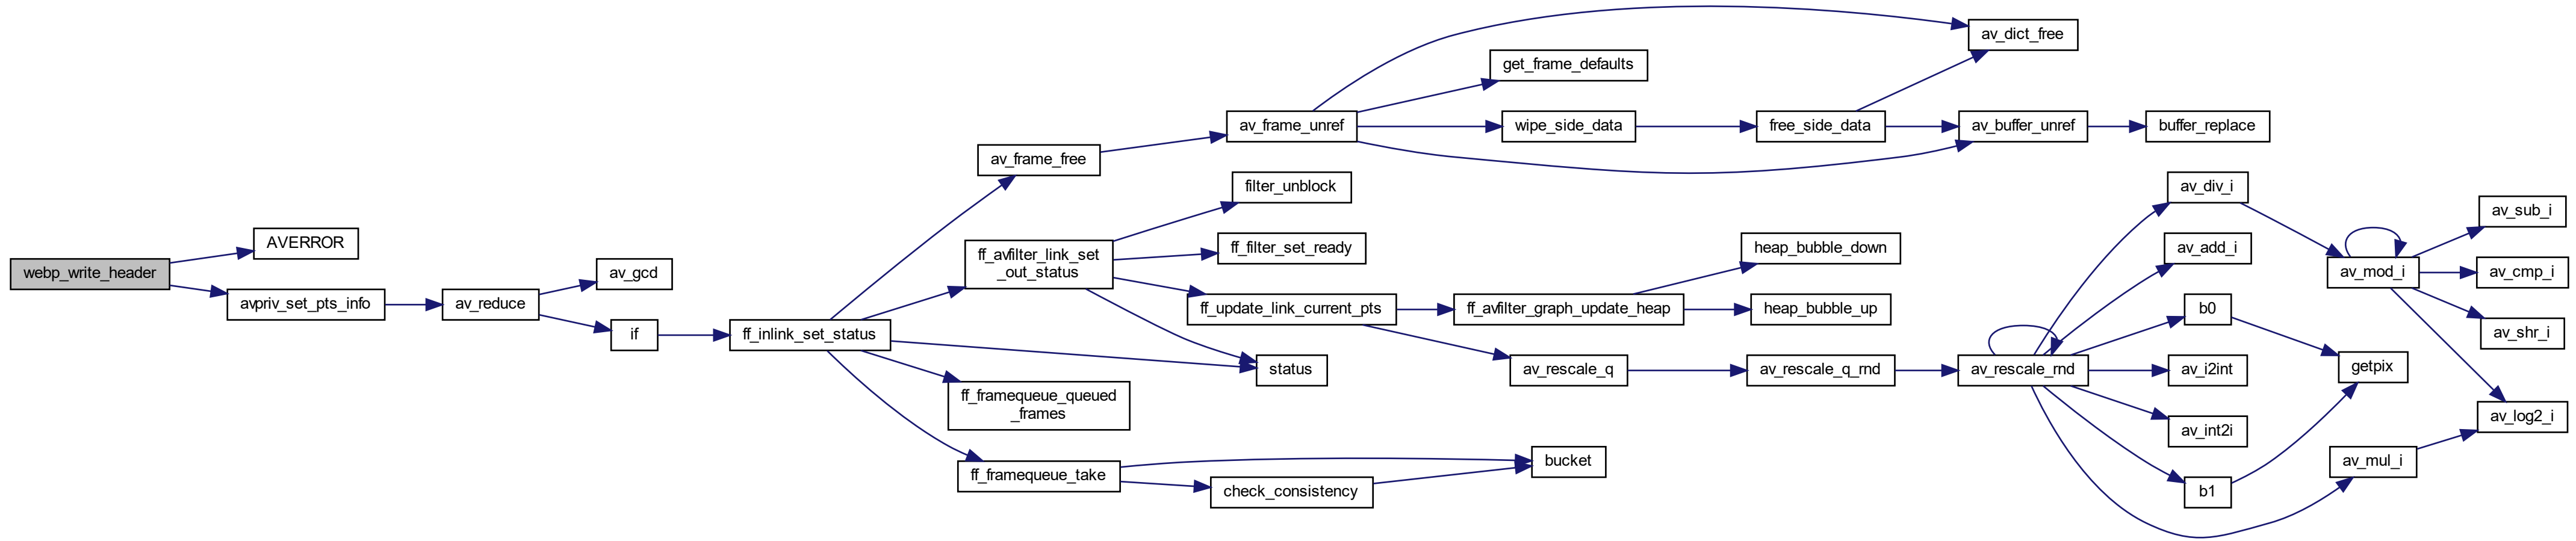 webp_write_header
AVERROR
avpriv_set_pts_info
av_reduce
av_gcd
if
ff_inlink_set_status
av_frame_free
ff_avfilter_link_set
_out_status
ff_framequeue_queued
_frames
ff_framequeue_take
av_frame_unref
filter_unblock
ff_filter_set_ready
ff_update_link_current_pts
status
check_consistency
get_frame_defaults
wipe_side_data
ff_avfilter_graph_update_heap
av_rescale_q
bucket
free_side_data
heap_bubble_down
heap_bubble_up
av_rescale_q_rnd
av_dict_free
av_buffer_unref
av_rescale_rnd
buffer_replace
av_div_i
av_add_i
b0
av_i2int
av_int2i
b1
av_mod_i
getpix
av_mul_i
av_sub_i
av_cmp_i
av_shr_i
av_log2_i